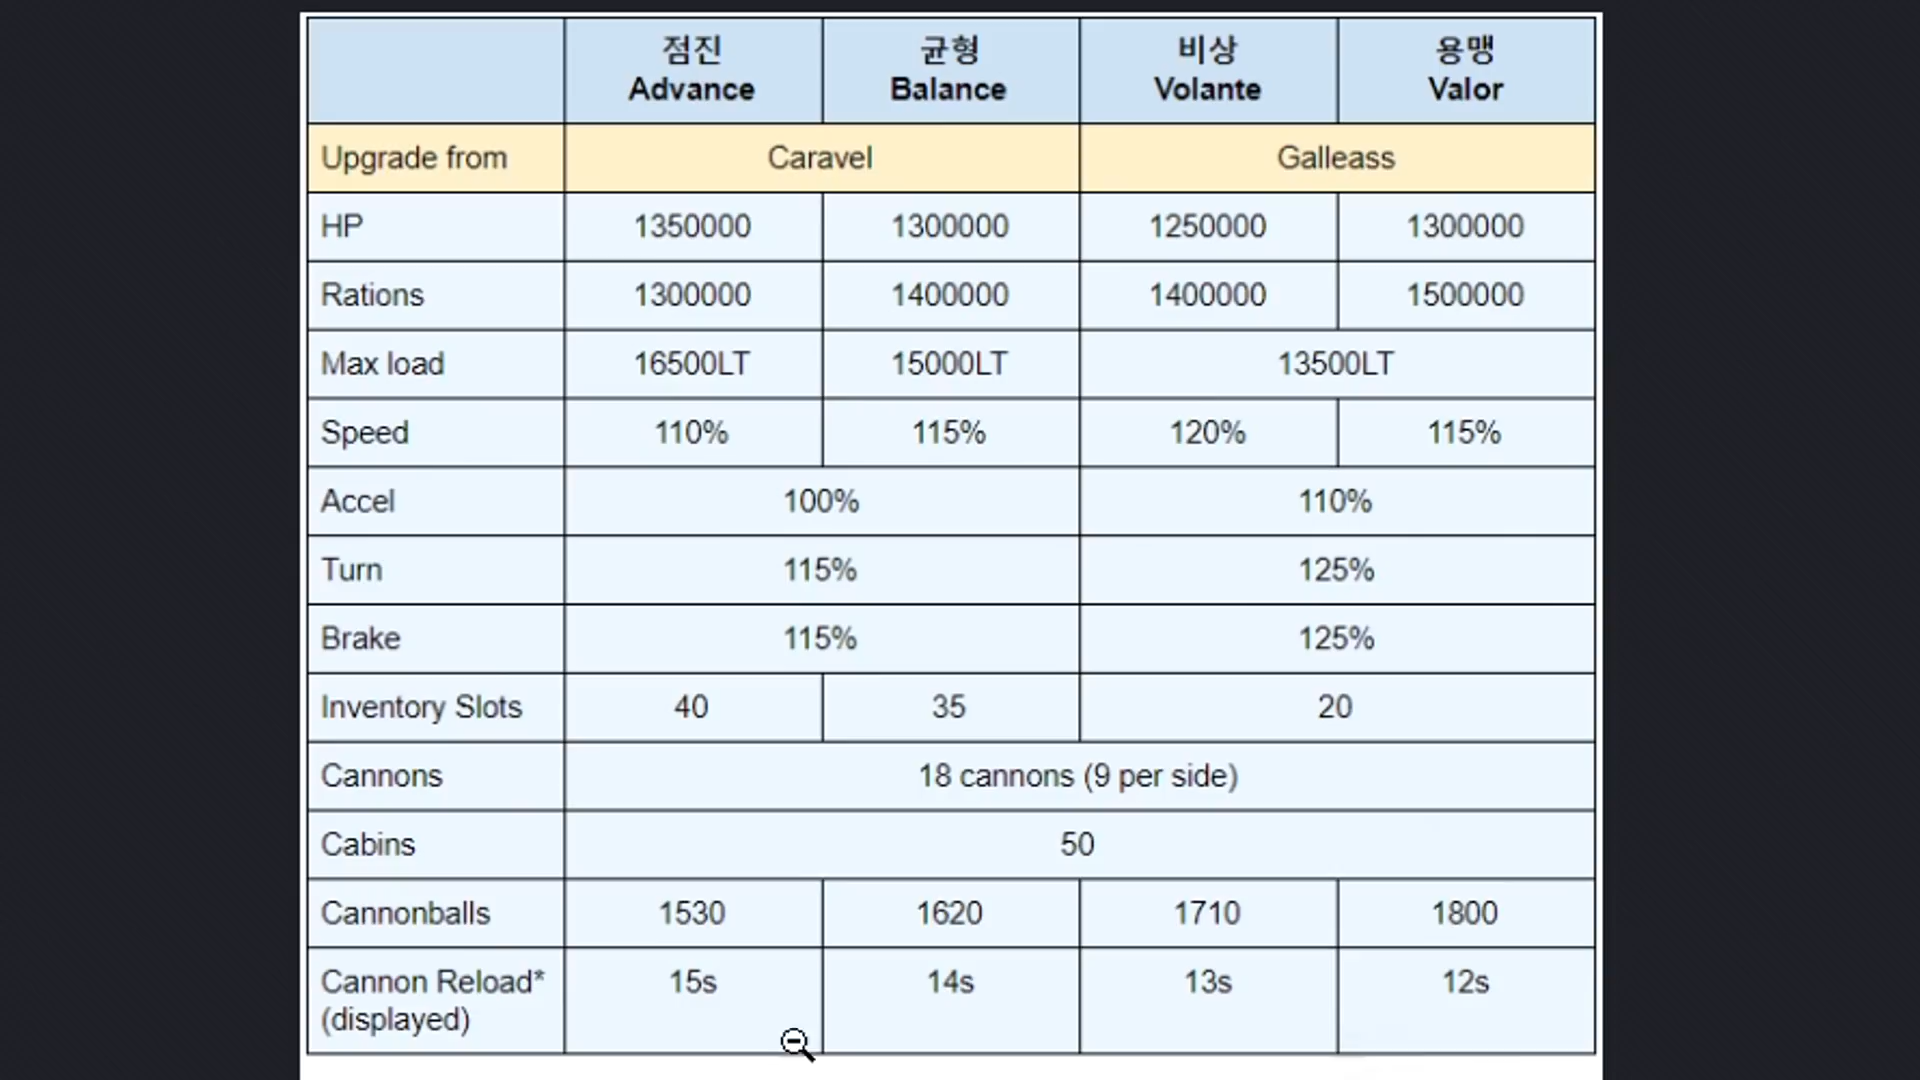 점진 균형 비상 용맹
Advance Balance Volante Valor
Upgrade from Caravel Galleass
HP 1350000 1300000 1250000 1300000
Rations 1300000 1400000 1400000 1500000
Max load 16500LT 15000LT 13500LT
Speed 110% 115% 120% 115%
Accel 100% 110%
Turn 115% 125%
Brake 115% 125%
Inventory Slots 40 35 20
Cannons 18 cannons (9 per side)
Cabins 50
Cannonballs 1530 1620 1710 1800
Cannon Reload* 15s 14s 13s 12s
(displayed)